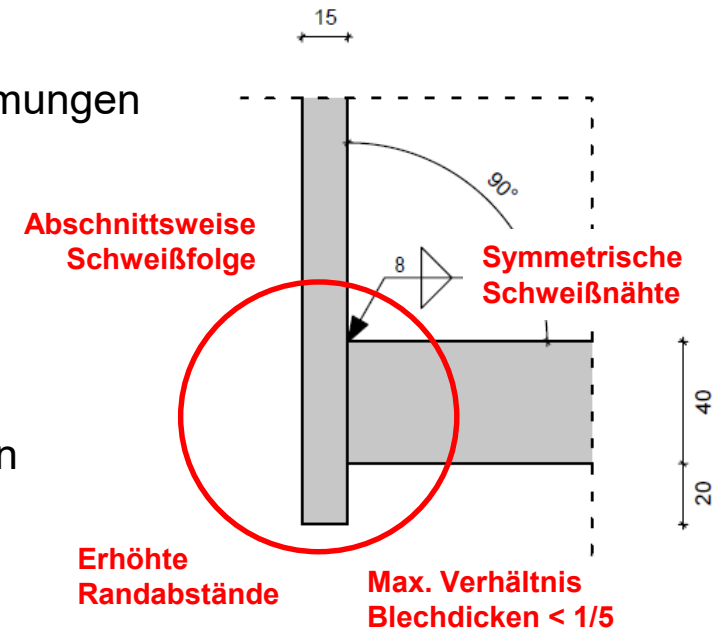 15
mungen
90°
Abschnittsweise
Schweißfolge
8
Symmetrische
Schweißnähte
40
n
20
Erhöhte
Randabstände
Max. Verhältnis
Blechdicken < 1/5